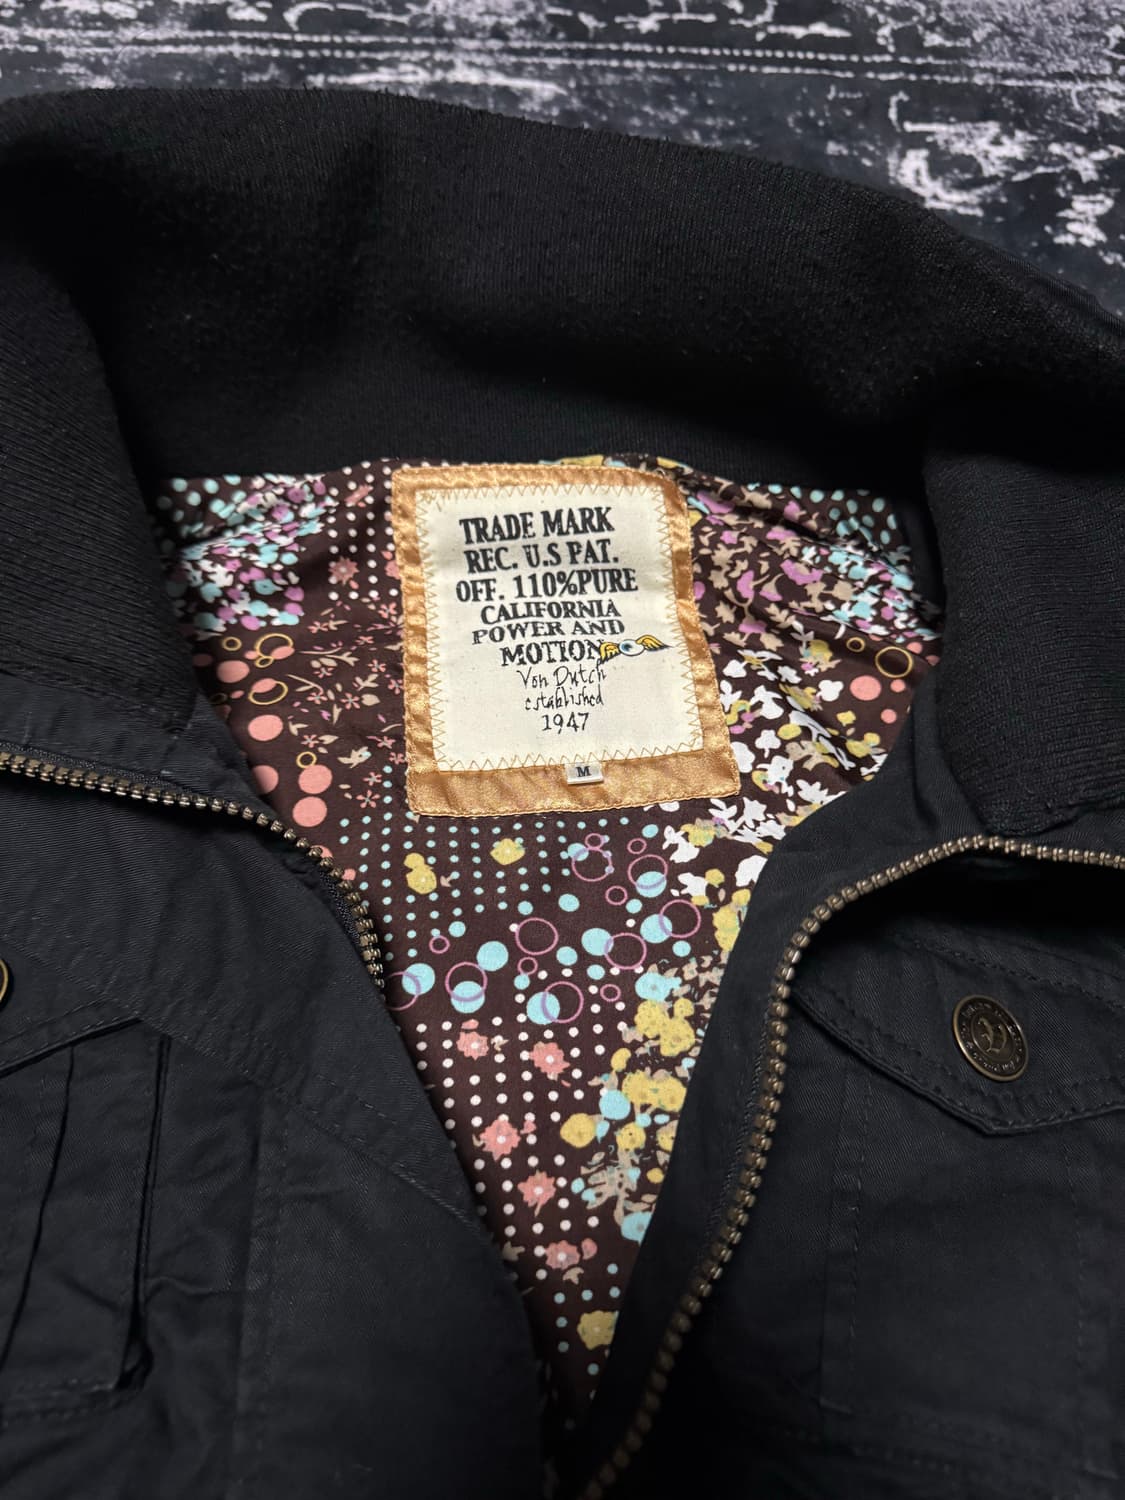 TRADE MARK
REC. U.S PAT.
OFF. 110%PURE
CALIFORNIA
POWER AND
MOTION
Von Dutch
established
1947
M